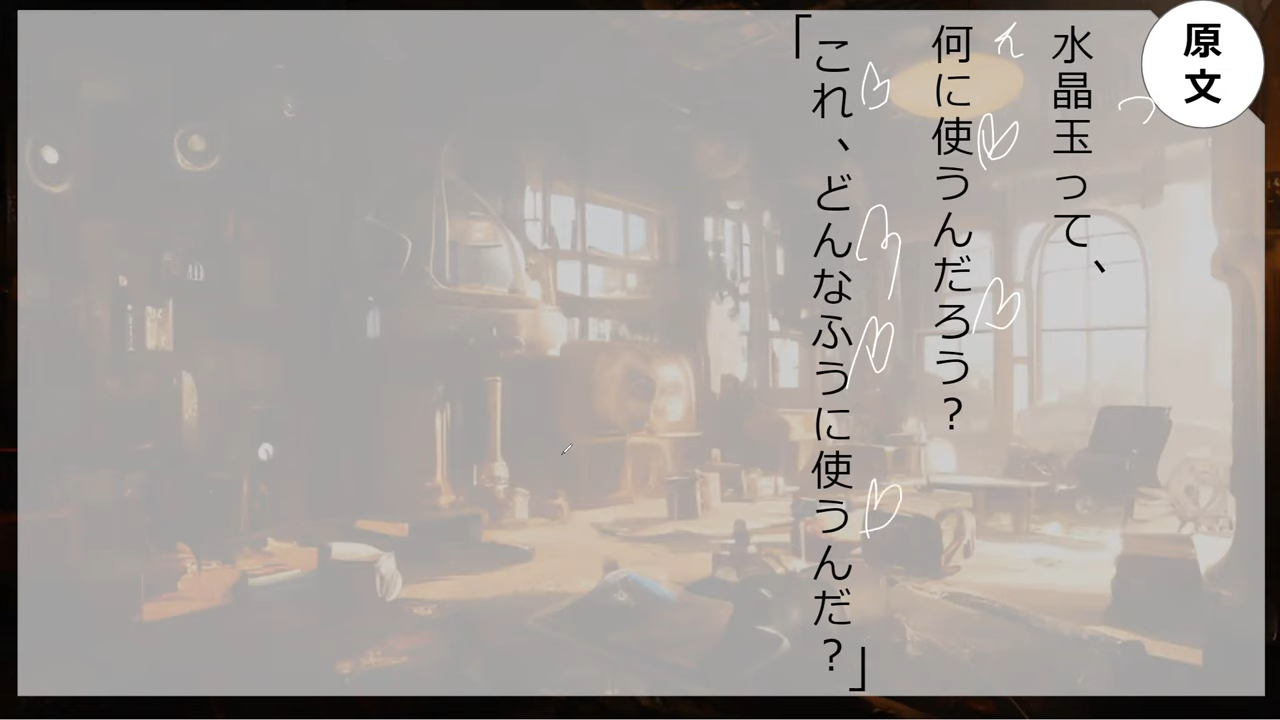 原文
水晶玉って、
何に使うんだろう？
「これ、どんなふうに使うんだ？」